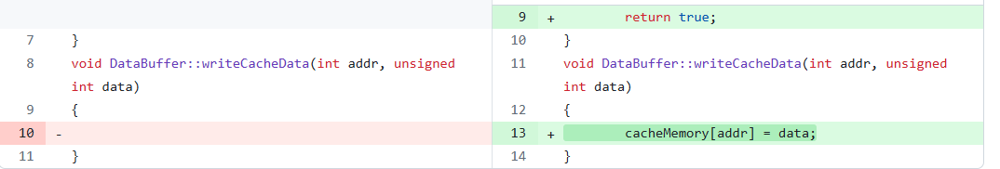 9 + return true;
7 }
10 }
8 void DataBuffer::writeCacheData(int addr, unsigned
int data)
11 void DataBuffer::writeCacheData(int addr, unsigned
int data)
9 {
12 {
10 -
13 + cacheMemory[addr] = data;
11 }
14 }